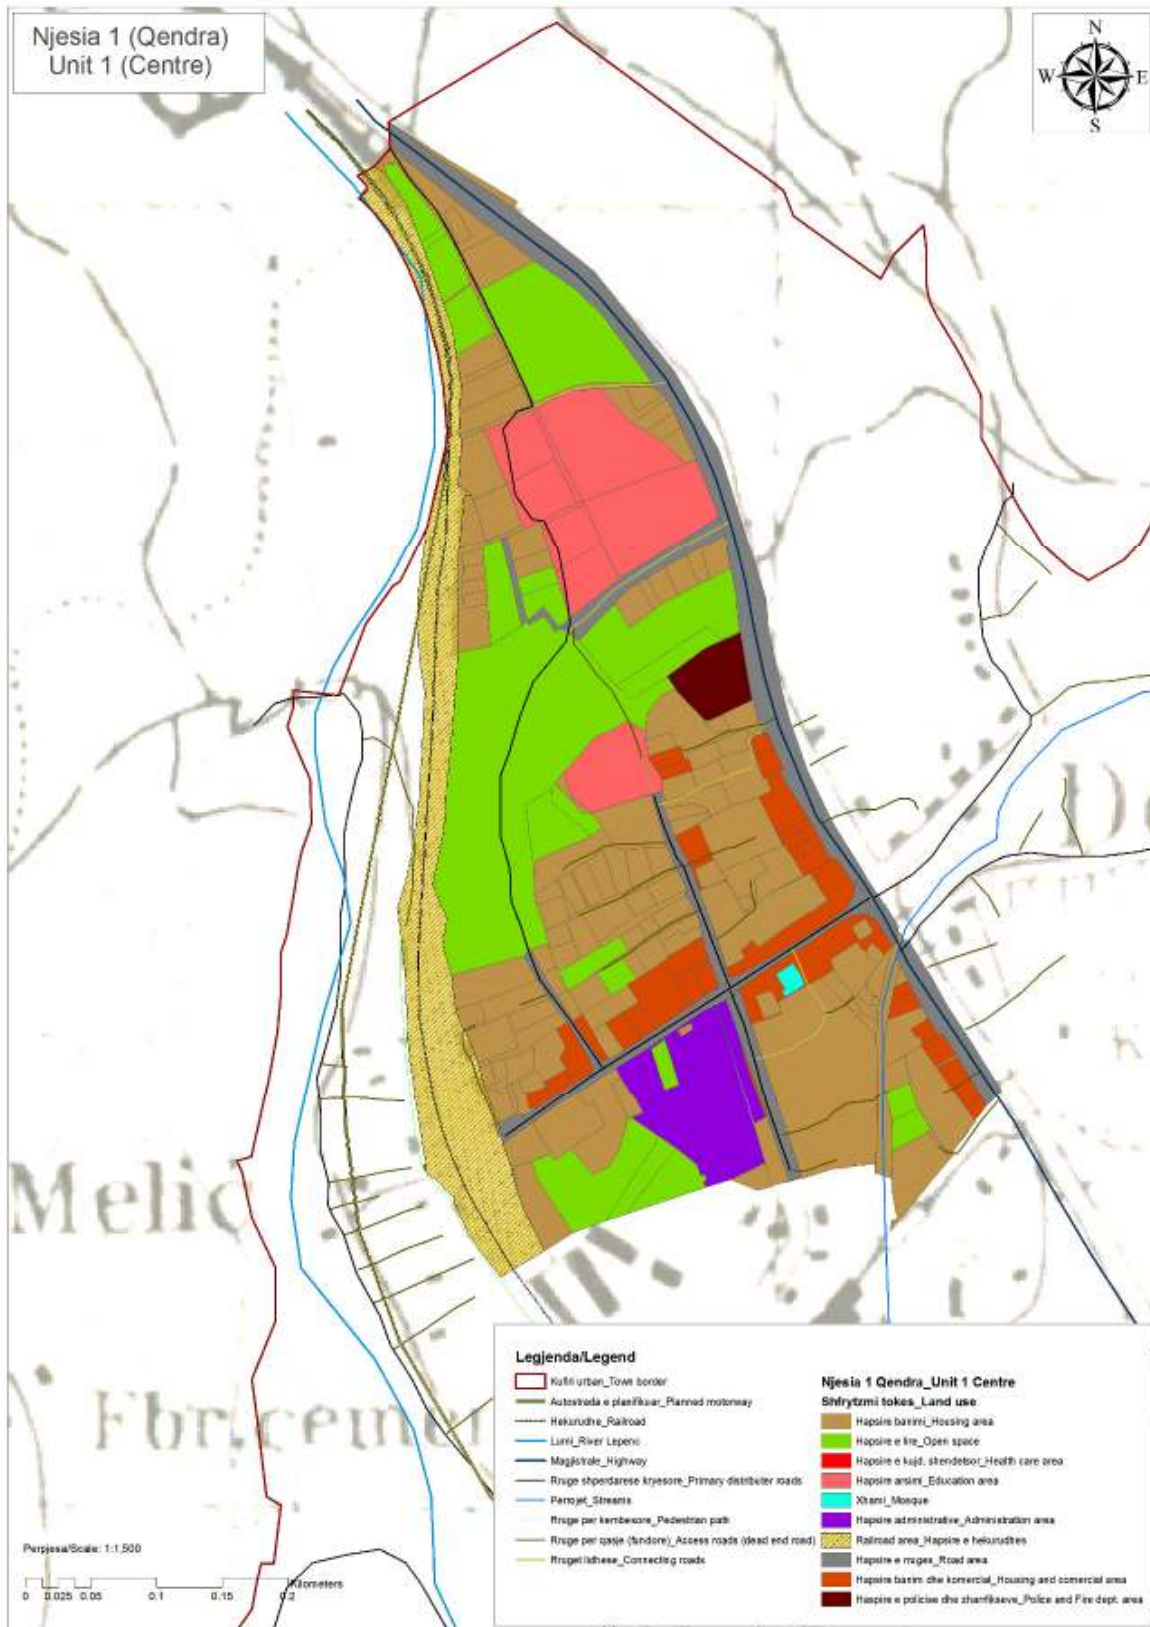 Njesia 1 (Qendra)
Unit 1 (Centre)
N
W E
S
Melic
Legjenda/Legend
Kufiri urban_Town border
Autostrada e planifikuar_Planned motorway
Hekurudha_Railroad
Lumi_River Lepenc
Magjistrale_Highway
Rruge shperdarese kryesore_Primary distributer roads
Perrojet_Streams
Rruge per kembesore_Pedestrian path
Rruge per qasje (fundore)_Access roads (dead end road)
Rruget lidhese_Connecting roads
Njesia 1 Qendra_Unit 1 Centre
Shfrytzmi tokes_Land use
Hapsire banimi_Housing area
Hapsire e lire_Open space
Hapsire e kujd. shendetsor_Health care area
Hapsire arsimi_Education area
Xhami_Mosque
Hapsire administrative_Administration area
Railroad area_Hapsire e hekurudhes
Hapsire e rruges_Road area
Hapsire banim dhe komercial_Housing and comercial area
Haspire e policise dhe zharrfikseve_Police and Fire dept. area
Perpjesa/Scale: 1:1,500
Kilometers
0 0.025 0.05 0.1 0.15 0.2